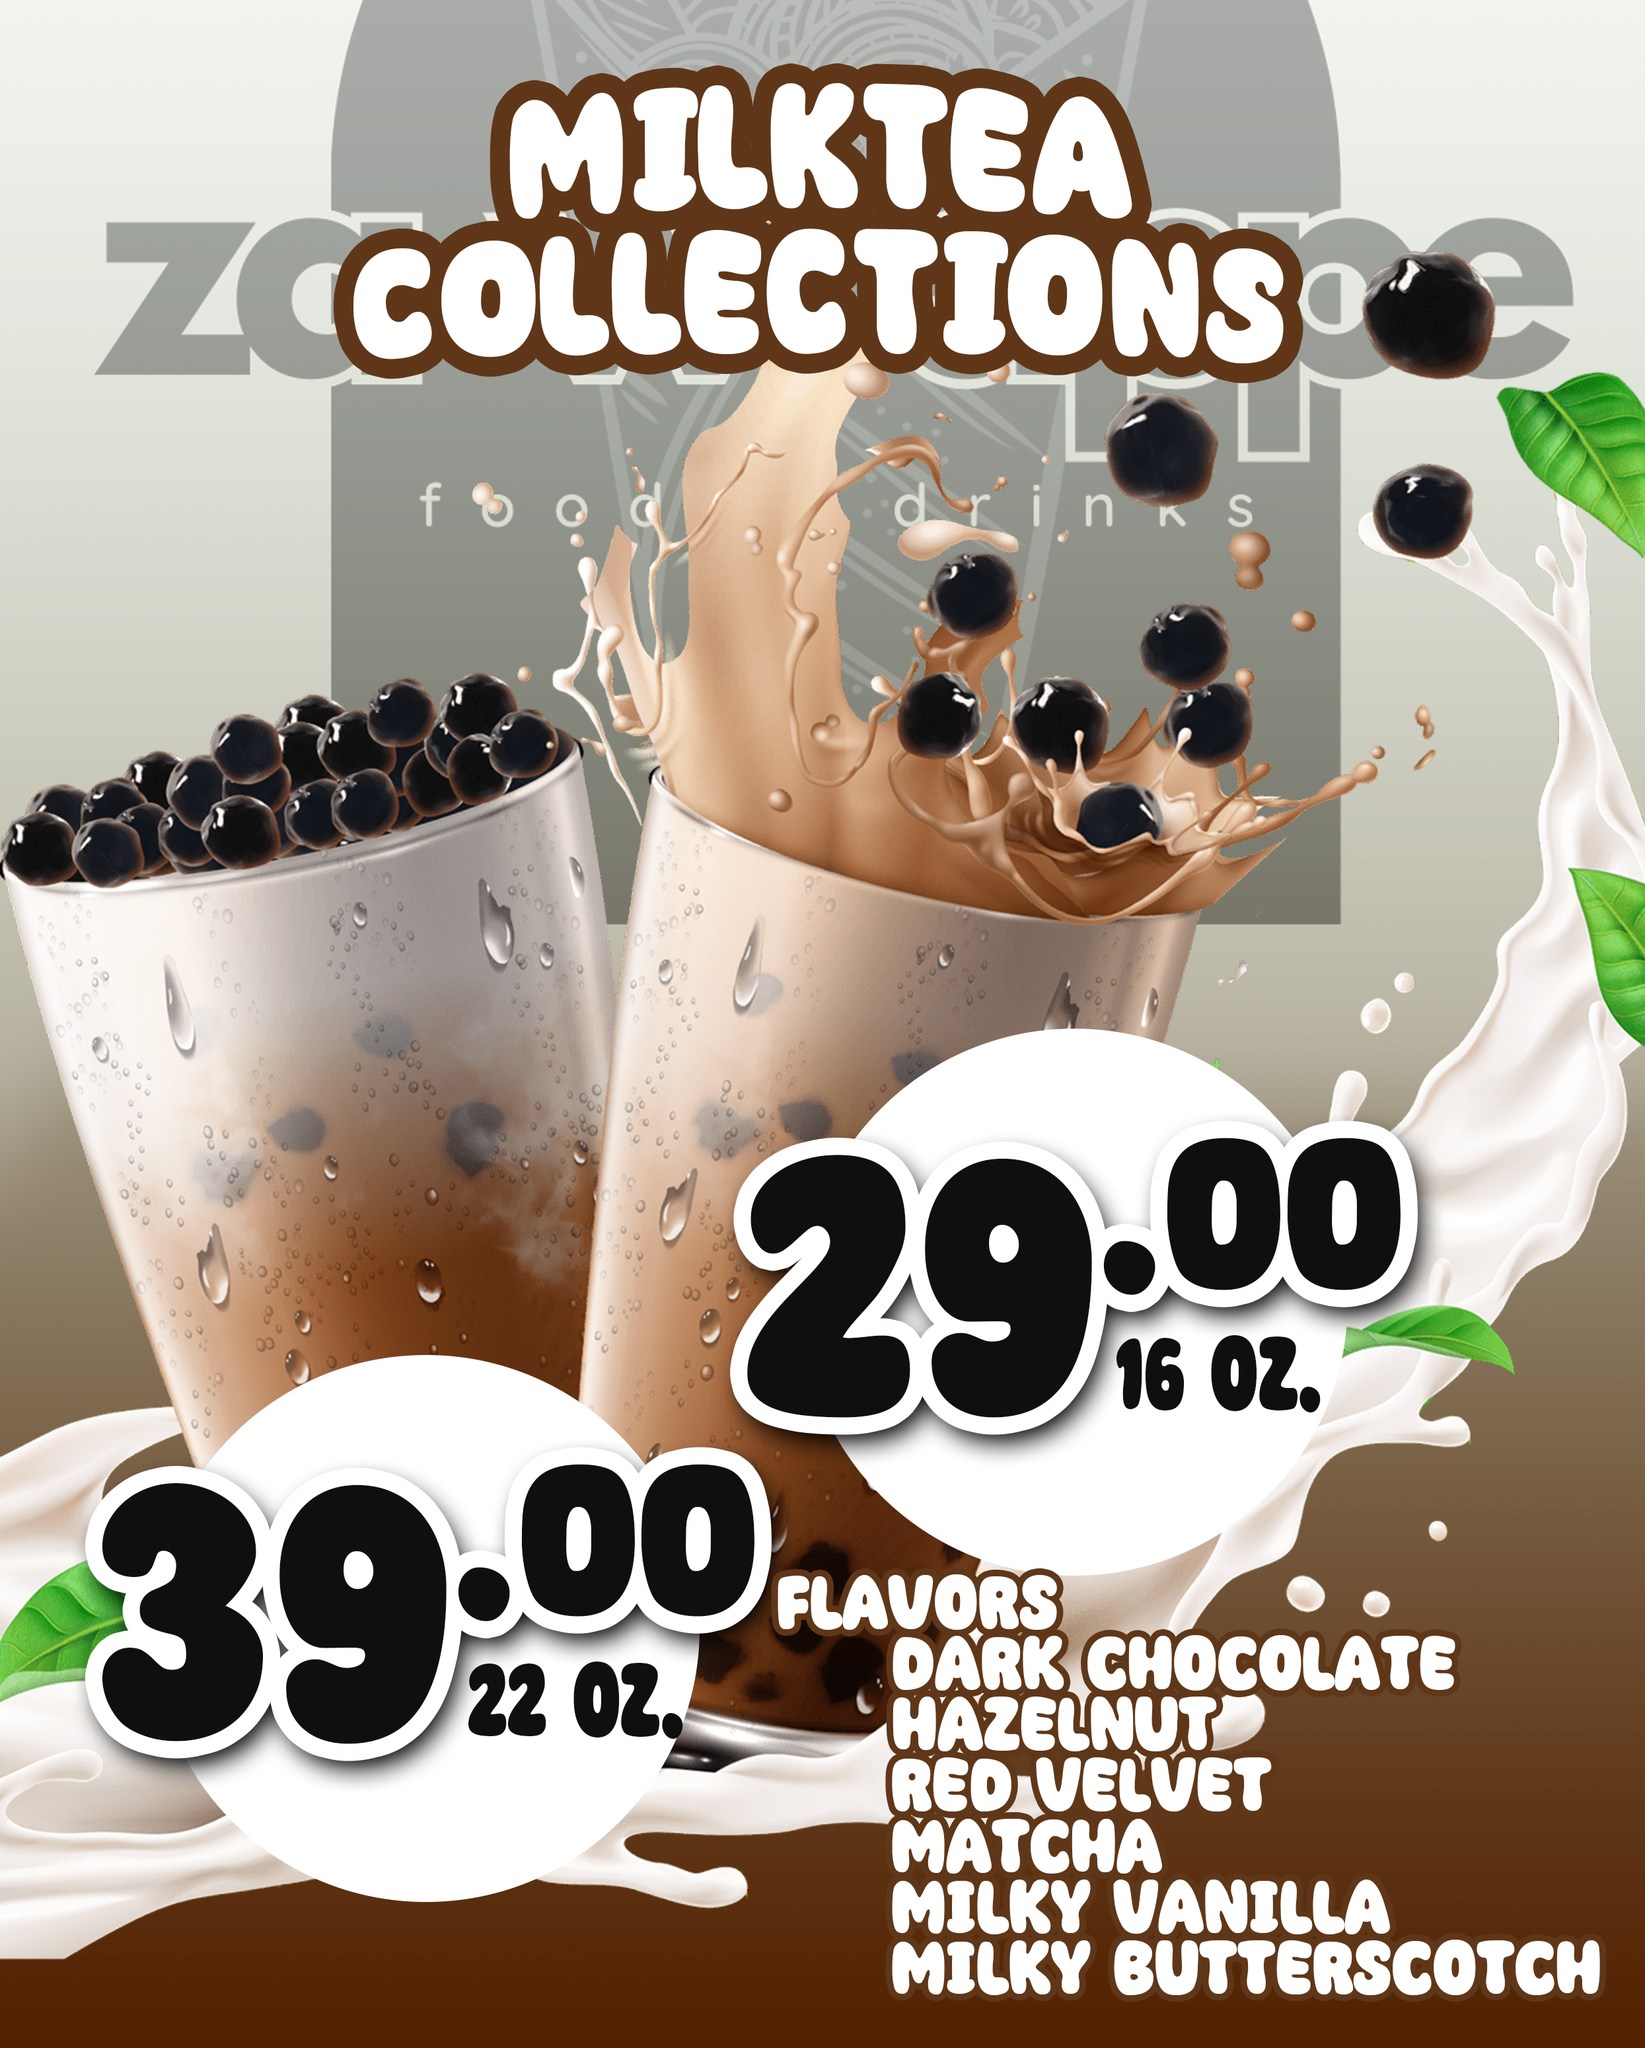 MILKTEA
COLLECTIONS
drinks
29.00
16 OZ.
39.00
22 OZ.
FLAVORS
DARK CHOCOLATE
HAZELNUT
RED VELVET
MATCHA
MILKY VANILLA
MILKY BUTTERSCOTCH